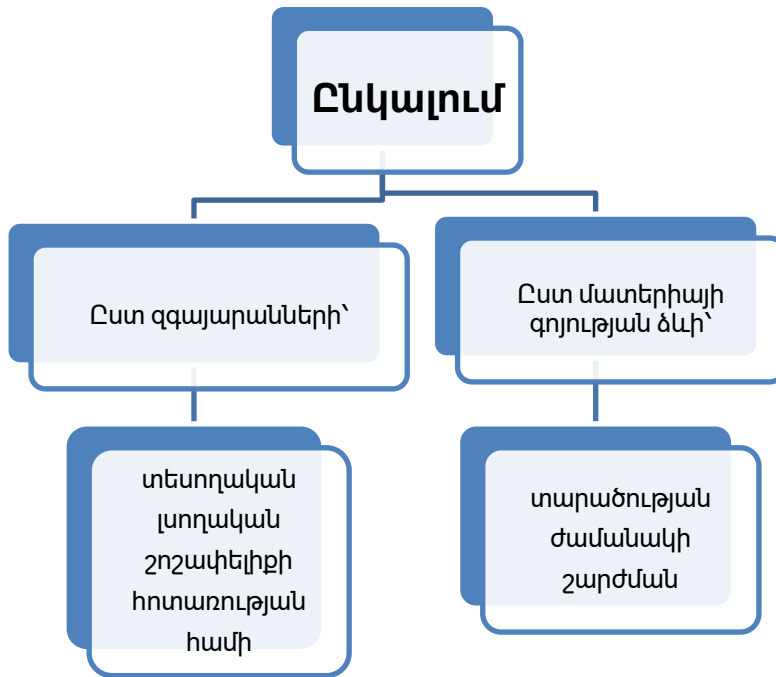 Ընկալում
Ըստ զգայարանների՝
Ըստ մատերիայի
գոյության ձևի՝
տեսողական
լսողական
շոշափելիքի
հոտառության
համի
տարածության
ժամանակի
շարժման